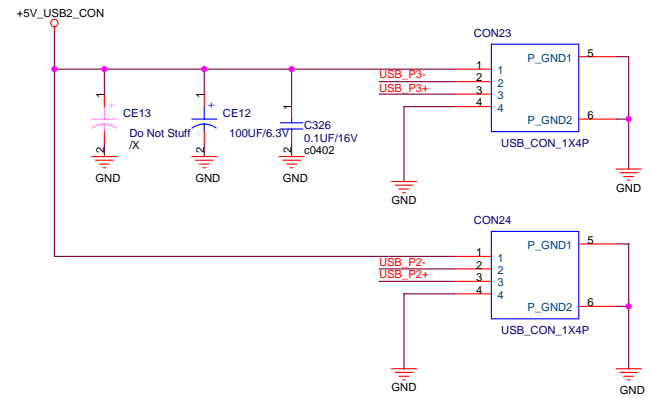 +5V_USB2_CON
CON23
1
USB_P3-
2
USB_P3+
3
4
1
2
3
4
P_GND1
5
P_GND2
6
USB_CON_1X4P
GND
GND
1
+
CE13
Do Not Stuff
/X
2
GND
1
+
CE12
100UF/6.3V
2
GND
1
C326
0.1UF/16V
c0402
2
GND
CON24
1
USB_P2-
2
USB_P2+
3
4
1
2
3
4
P_GND1
5
P_GND2
6
USB_CON_1X4P
GND
GND